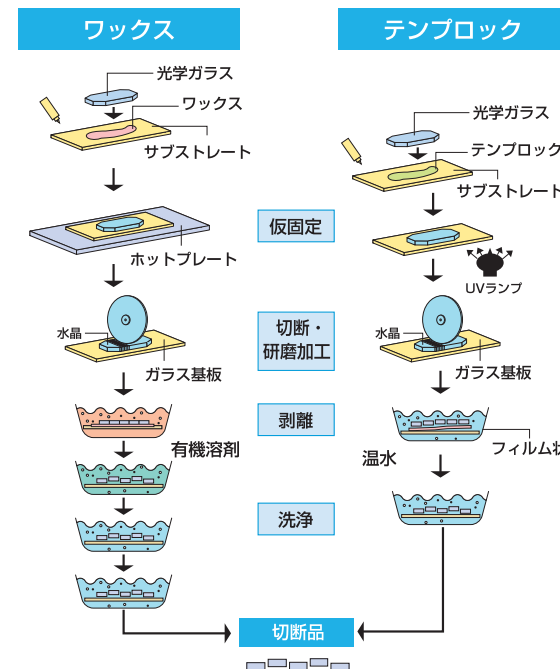 ワックス
テンプロック
光学ガラス
ワックス
サブストレート
光学ガラス
テンプロック
サブストレート
仮固定
ホットプレート
UVランプ
切断・
研磨加工
水晶
ガラス基板
水晶
ガラス基板
剥離
有機溶剤
温水
フィルム状
洗浄
切断品